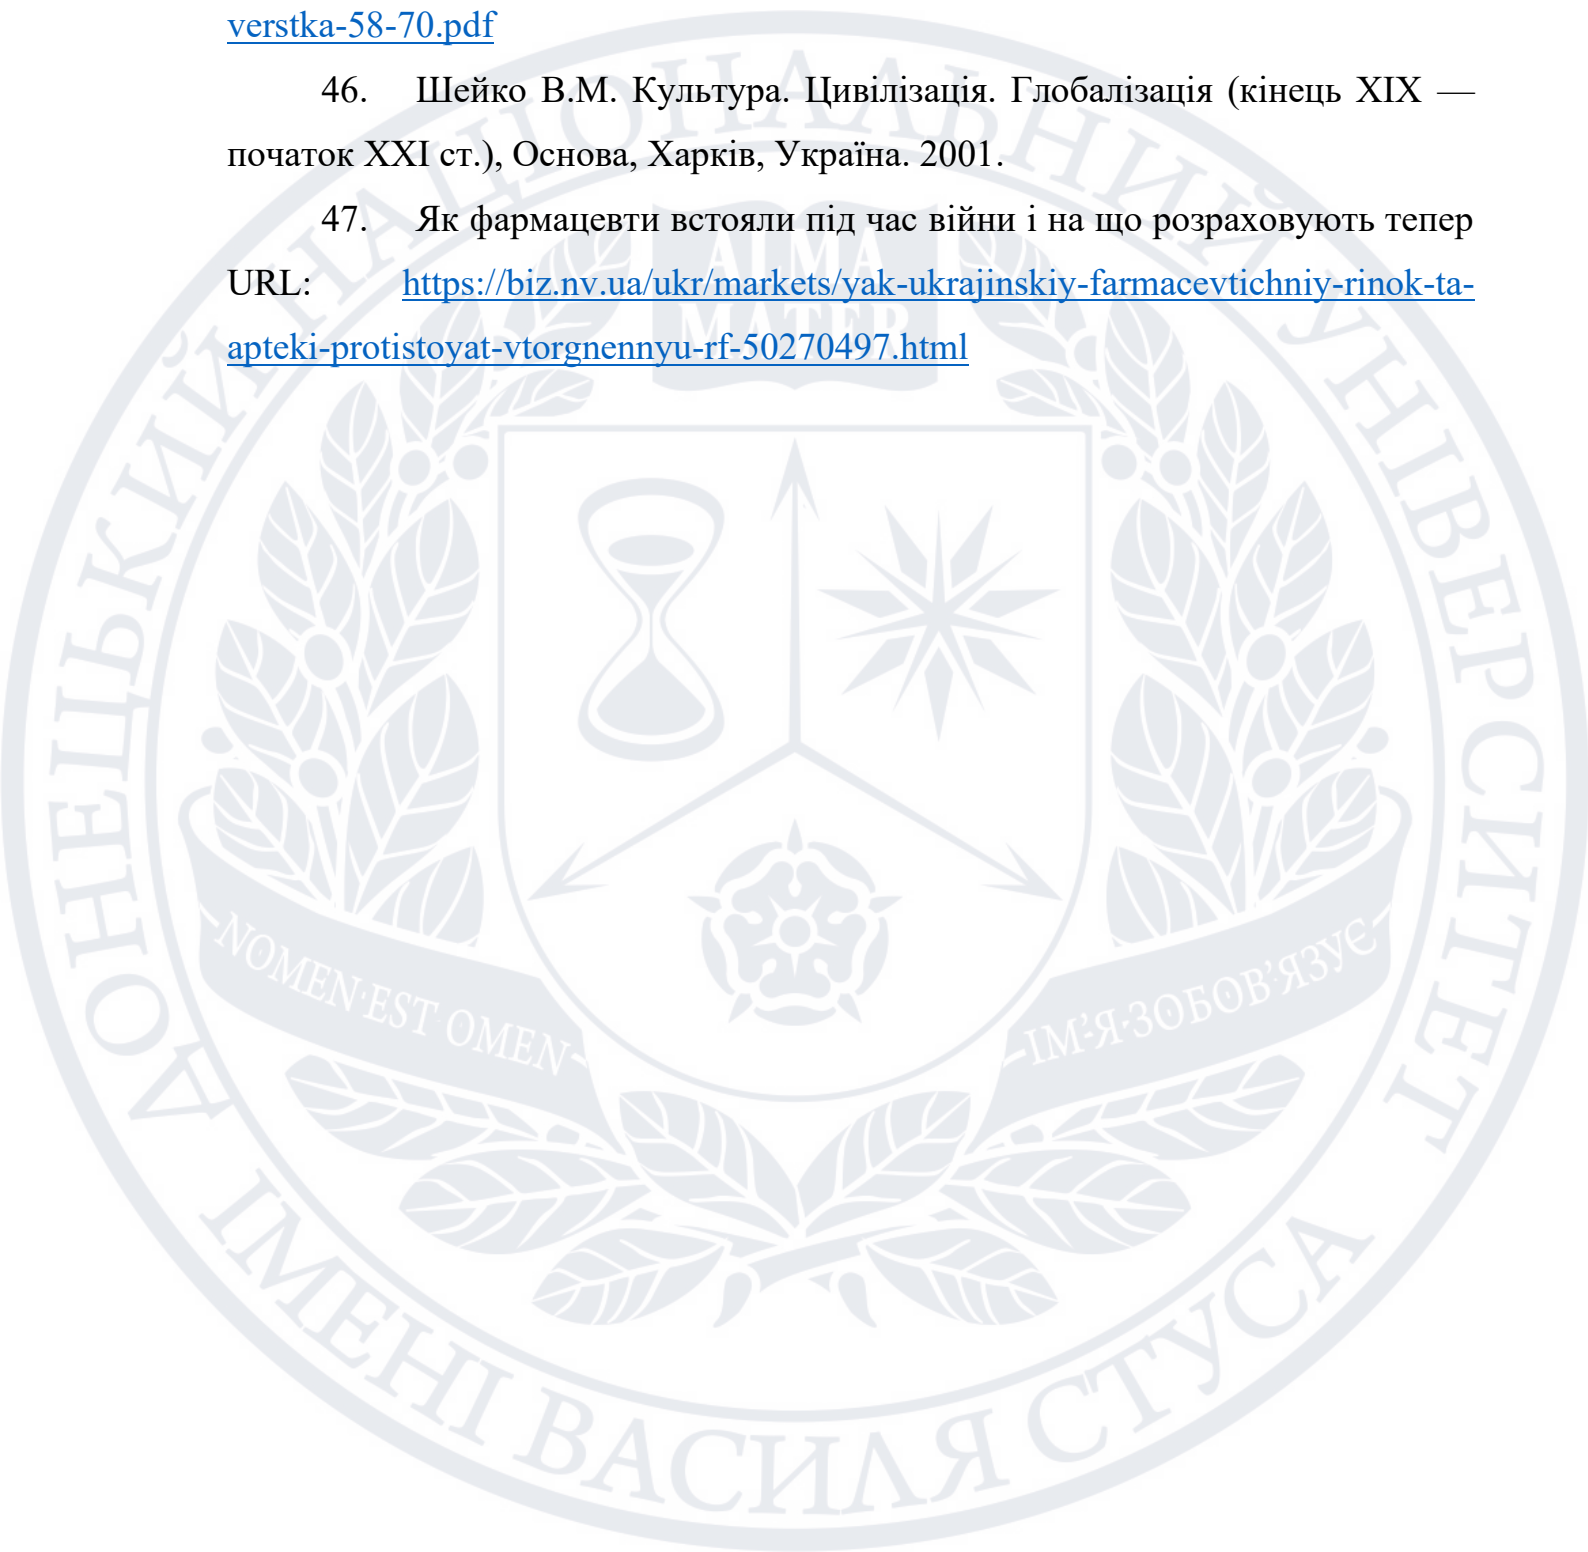 verstka-58-70.pdf
46. Шейко В.М. Культура. Цивілізація. Глобалізація (кінець XIX —
початок XXI ст.), Основа, Харків, Україна. 2001.
47. Як фармацевти встояли під час війни і на що розраховують тепер
URL: https://biz.nv.ua/ukr/markets/yak-ukrajinskiy-farmacevtichniy-rinok-ta-
apteki-protistoyat-vtorgnennyu-rf-50270497.html
ДОНЕЦЬКИЙ НАЦІОНАЛЬНИЙ УНІВЕРСИТЕТ
ALMA
MATER
NOMEN·EST·OMEN
ІМ'Я·ЗОБОВ'ЯЗУЄ
ІМЕНІ ВАСИЛЯ СТУСА